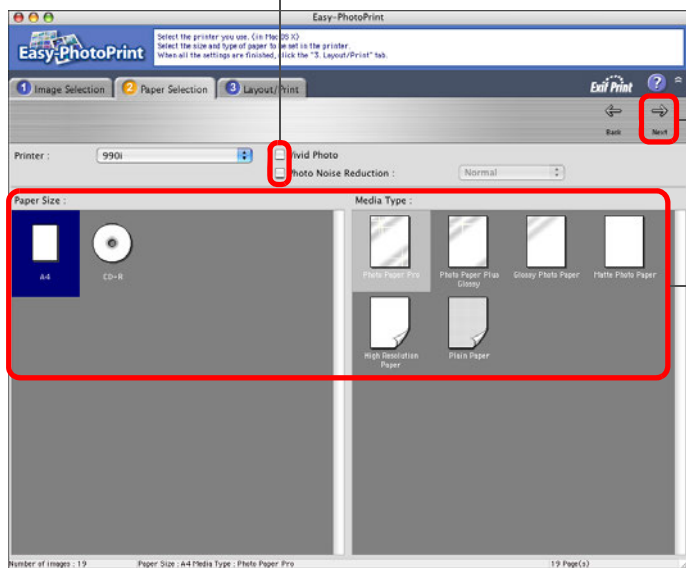 Easy-PhotoPrint
Easy-PhotoPrint
Select the printer you use. (in Mac OS X)
Select the size and type of paper to be set in the printer.
When all the settings are finished, click the "3. Layout/Print" tab.
1 Image Selection
2 Paper Selection
3 Layout/Print
Exif Print
?
Back
Next
Printer :
990i
Vivid Photo
Photo Noise Reduction :
Normal
Paper Size :
Media Type :
A4
CD-R
Photo Paper Pro
Photo Paper Plus
Glossy
Glossy Photo Paper
Matte Photo Paper
High Resolution
Paper
Plain Paper
Number of images : 19
Paper Size : A4 Media Type : Photo Paper Pro
19 Page(s)